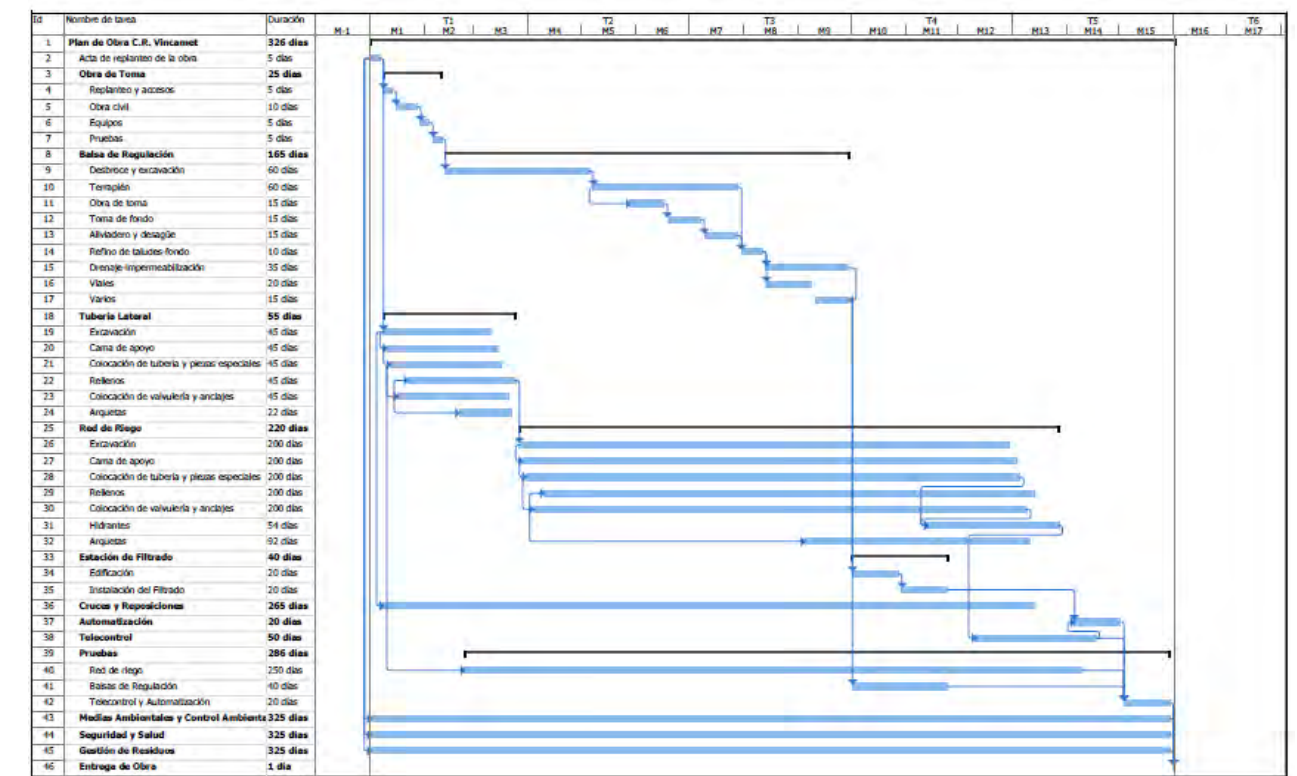 Id Nombre de tarea Duración T1 T2 T3 T4 T5 T6
M-1 M1 M2 M3 M4 M5 M6 M7 M8 M9 M10 M11 M12 M13 M14 M15 M16 M17
1 Plan de Obra C.R. Vincamet 326 días
2 Acta de replanteo de la obra 5 días
3 Obra de Toma 25 días
4 Replanteo y accesos 5 días
5 Obra civil 10 días
6 Equipos 5 días
7 Pruebas 5 días
8 Balsa de Regulación 165 días
9 Desbroce y excavación 60 días
10 Terraplén 60 días
11 Obra de toma 15 días
12 Toma de fondo 15 días
13 Aliviadero y desagüe 15 días
14 Refino de taludes-fondo 10 días
15 Drenaje-impermeabilización 35 días
16 Viales 20 días
17 Varios 15 días
18 Tubería Lateral 55 días
19 Excavación 45 días
20 Cama de apoyo 45 días
21 Colocación de tubería y piezas especiales 45 días
22 Rellenos 45 días
23 Colocación de valvulería y anclajes 45 días
24 Arquetas 22 días
25 Red de Riego 220 días
26 Excavación 200 días
27 Cama de apoyo 200 días
28 Colocación de tubería y piezas especiales 200 días
29 Rellenos 200 días
30 Colocación de valvulería y anclajes 200 días
31 Hidrantes 54 días
32 Arquetas 92 días
33 Estación de Filtrado 40 días
34 Edificación 20 días
35 Instalación del Filtrado 20 días
36 Cruces y Reposiciones 265 días
37 Automatización 20 días
38 Telecontrol 50 días
39 Pruebas 286 días
40 Red de riego 250 días
41 Balsas de Regulación 40 días
42 Telecontrol y Automatización 20 días
43 Medias Ambientales y Control Ambienta 325 días
44 Seguridad y Salud 325 días
45 Gestión de Residuos 325 días
46 Entrega de Obra 1 día